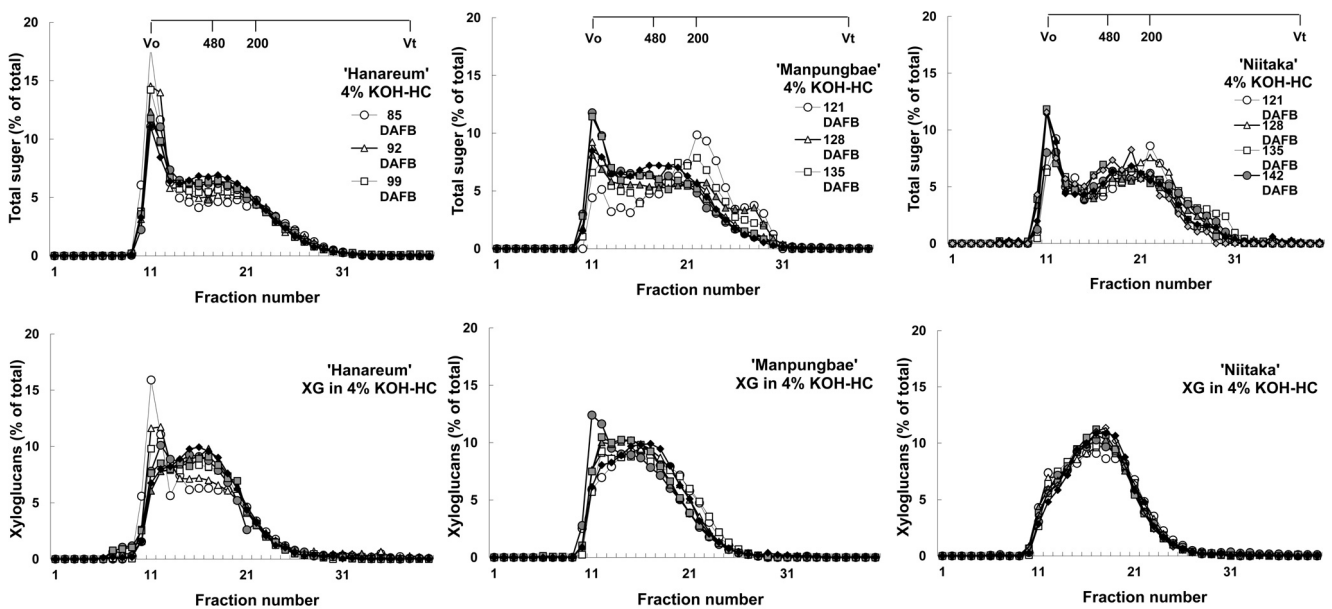 20
15
10
5
0
Total suger (% of total)
Vo 480 200 Vt
'Hanareum'
4% KOH-HC
85
DAFB
92
DAFB
99
DAFB
1 11 21 31
Fraction number
20
15
10
5
0
Total suger (% of total)
Vo 480 200 Vt
'Manpungbae'
4% KOH-HC
121
DAFB
128
DAFB
135
DAFB
1 11 21 31
Fraction number
20
15
10
5
0
Total suger (% of total)
Vo 480 200 Vt
'Niitaka'
4% KOH-HC
121
DAFB
128
DAFB
135
DAFB
142
DAFB
1 11 21 31
Fraction number
20
15
10
5
0
Xyloglucans (% of total)
'Hanareum'
XG in 4% KOH-HC
1 11 21 31
Fraction number
20
15
10
5
0
Xyloglucans (% of total)
'Manpungbae'
XG in 4% KOH-HC
1 11 21 31
Fraction number
20
15
10
5
0
Xyloglucans (% of total)
'Niitaka'
XG in 4% KOH-HC
1 11 21 31
Fraction number